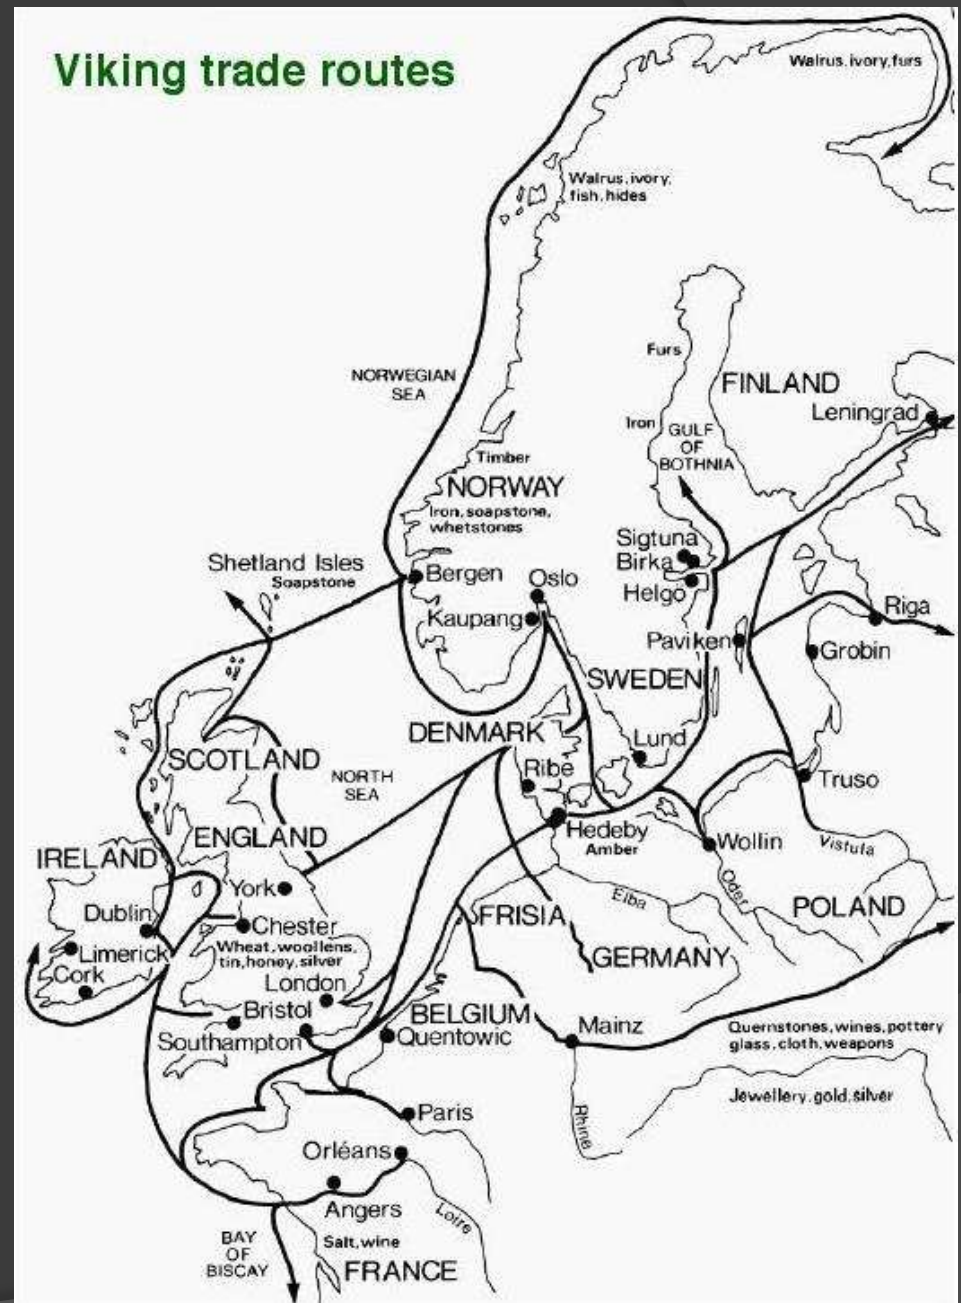 Viking trade routes
Walrus, ivory, furs
Walrus, ivory,
fish, hides
NORWEGIAN
SEA
Furs
FINLAND
Leningrad
Iron
GULF
OF
BOTHNIA
Timber
NORWAY
Iron, soapstone,
whetstones
Sigtuna
Birka
Helgo
Shetland Isles
Soapstone
Bergen
Oslo
Kaupang
Riga
Paviken
Grobin
SWEDEN
DENMARK
Lund
SCOTLAND
NORTH
SEA
Ribe
Truso
ENGLAND
Hedeby
Amber
Wollin
Vistula
IRELAND
York
Elba
Oder
POLAND
Dublin
Chester
FRISIA
Limerick
Wheat, woollens,
tin, honey, silver
GERMANY
Cork
London
Bristol
BELGIUM
Mainz
Southampton
Quentowic
Quernstones, wines, pottery
glass, cloth, weapons
Jewellery, gold, silver
Paris
Rhine
Orléans
Angers
Loire
BAY
OF
BISCAY
Salt, wine
FRANCE